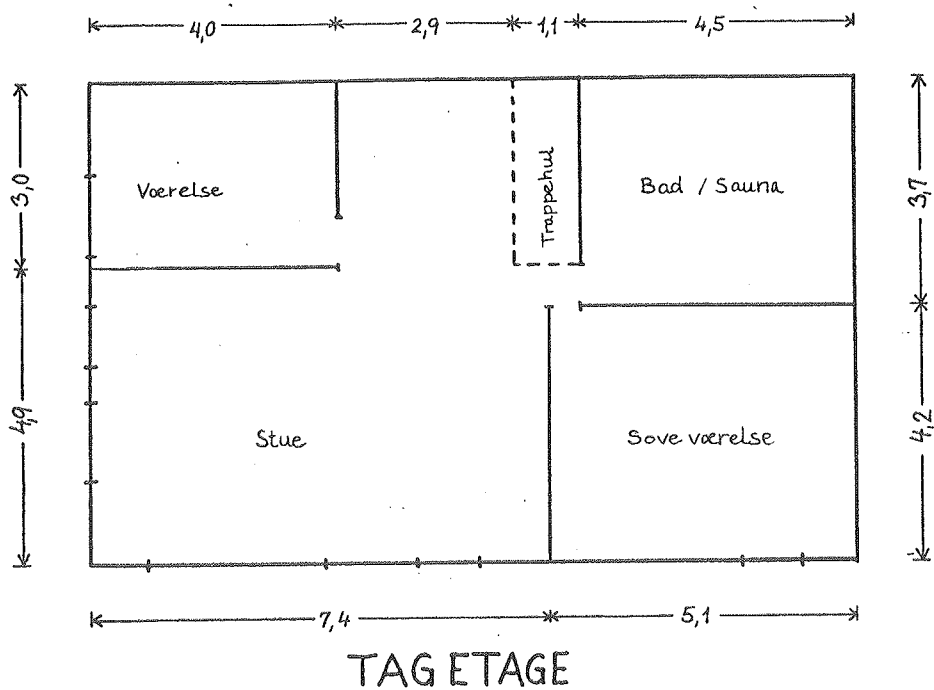 4,0 2,9 1,1 4,5
3,0
3,7
Værelse
Trappehul
Bad / Sauna
4,9
4,2
Stue
Sove værelse
7,4 5,1
TAG ETAGE